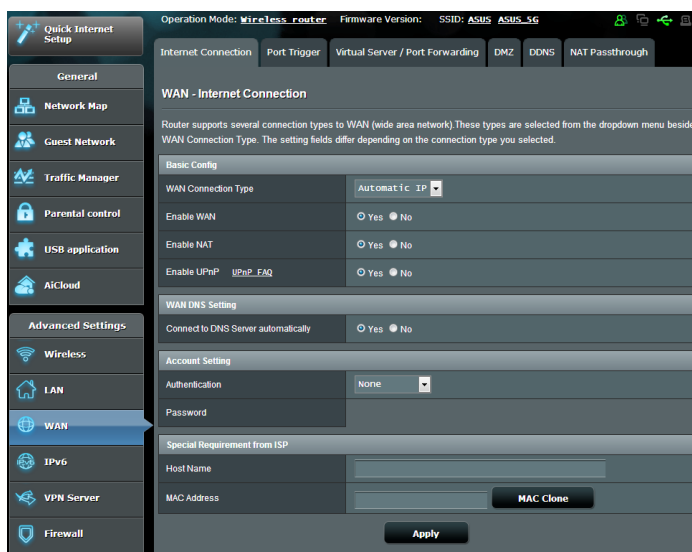 Operation Mode: Wireless router Firmware Version: SSID: ASUS ASUS_5G
Quick Internet Setup
General
Network Map
Guest Network
Traffic Manager
Parental control
USB application
AiCloud
Advanced Settings
Wireless
LAN
WAN
IPv6
VPN Server
Firewall
Internet Connection Port Trigger Virtual Server / Port Forwarding DMZ DDNS NAT Passthrough
WAN - Internet Connection
Router supports several connection types to WAN (wide area network).These types are selected from the dropdown menu beside
WAN Connection Type. The setting fields differ depending on the connection type you selected.
Basic Config
WAN Connection Type Automatic IP
Enable WAN Yes No
Enable NAT Yes No
Enable UPnP UPnP FAQ Yes No
WAN DNS Setting
Connect to DNS Server automatically Yes No
Account Setting
Authentication None
Password
Special Requirement from ISP
Host Name
MAC Address MAC Clone
Apply